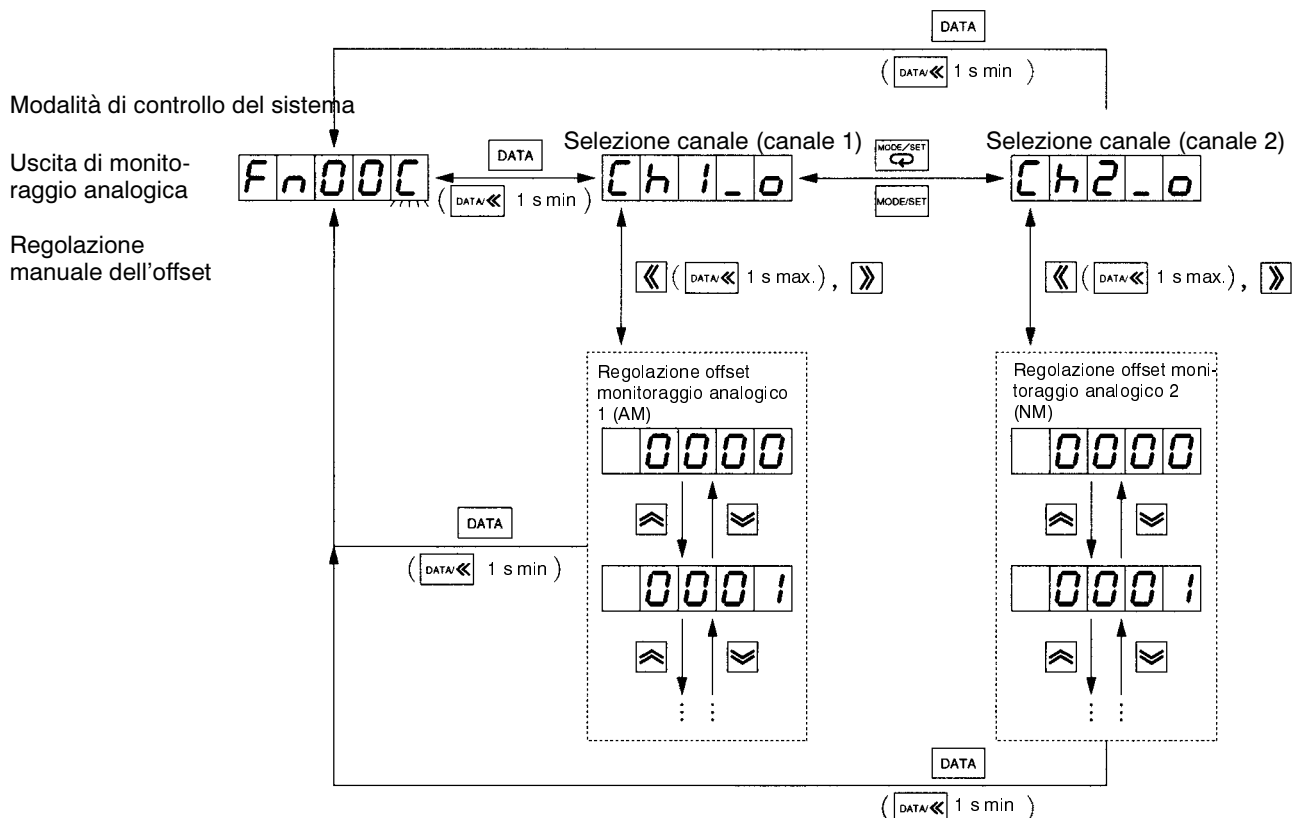 DATA
( DATA/≪ 1 s min )
Modalità di controllo del sistema
Uscita di monito-
raggio analogica
Regolazione
manuale dell'offset
Fn00C
DATA
( DATA/≪ 1 s min )
Selezione canale (canale 1)
Ch1_o
MODE/SET
MODE/SET
Selezione canale (canale 2)
Ch2_o
≪ ( DATA/≪ 1 s max.) , ≫
≪ ( DATA/≪ 1 s max.) , ≫
Regolazione offset
monitoraggio analogico
1 (AM)
0000
0001
Regolazione offset moni-
toraggio analogico 2
(NM)
0000
0001
DATA
( DATA/≪ 1 s min )
DATA
( DATA/≪ 1 s min )